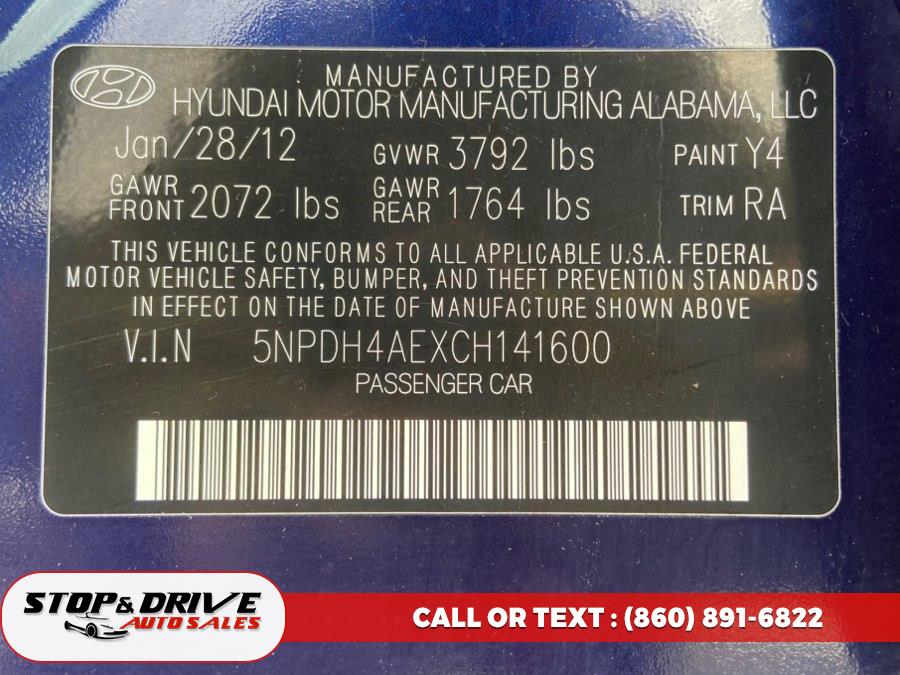 MANUFACTURED BY
HYUNDAI MOTOR MANUFACTURING ALABAMA, LLC
Jan/28/12 GVWR 3792 lbs PAINT Y4
GAWR FRONT 2072 lbs GAWR REAR 1764 lbs TRIM RA
THIS VEHICLE CONFORMS TO ALL APPLICABLE U.S.A. FEDERAL
MOTOR VEHICLE SAFETY, BUMPER, AND THEFT PREVENTION STANDARDS
IN EFFECT ON THE DATE OF MANUFACTURE SHOWN ABOVE
V.I.N 5NPDH4AEXCH141600
PASSENGER CAR
STOP & DRIVE
AUTO SALES
CALL OR TEXT : (860) 891-6822